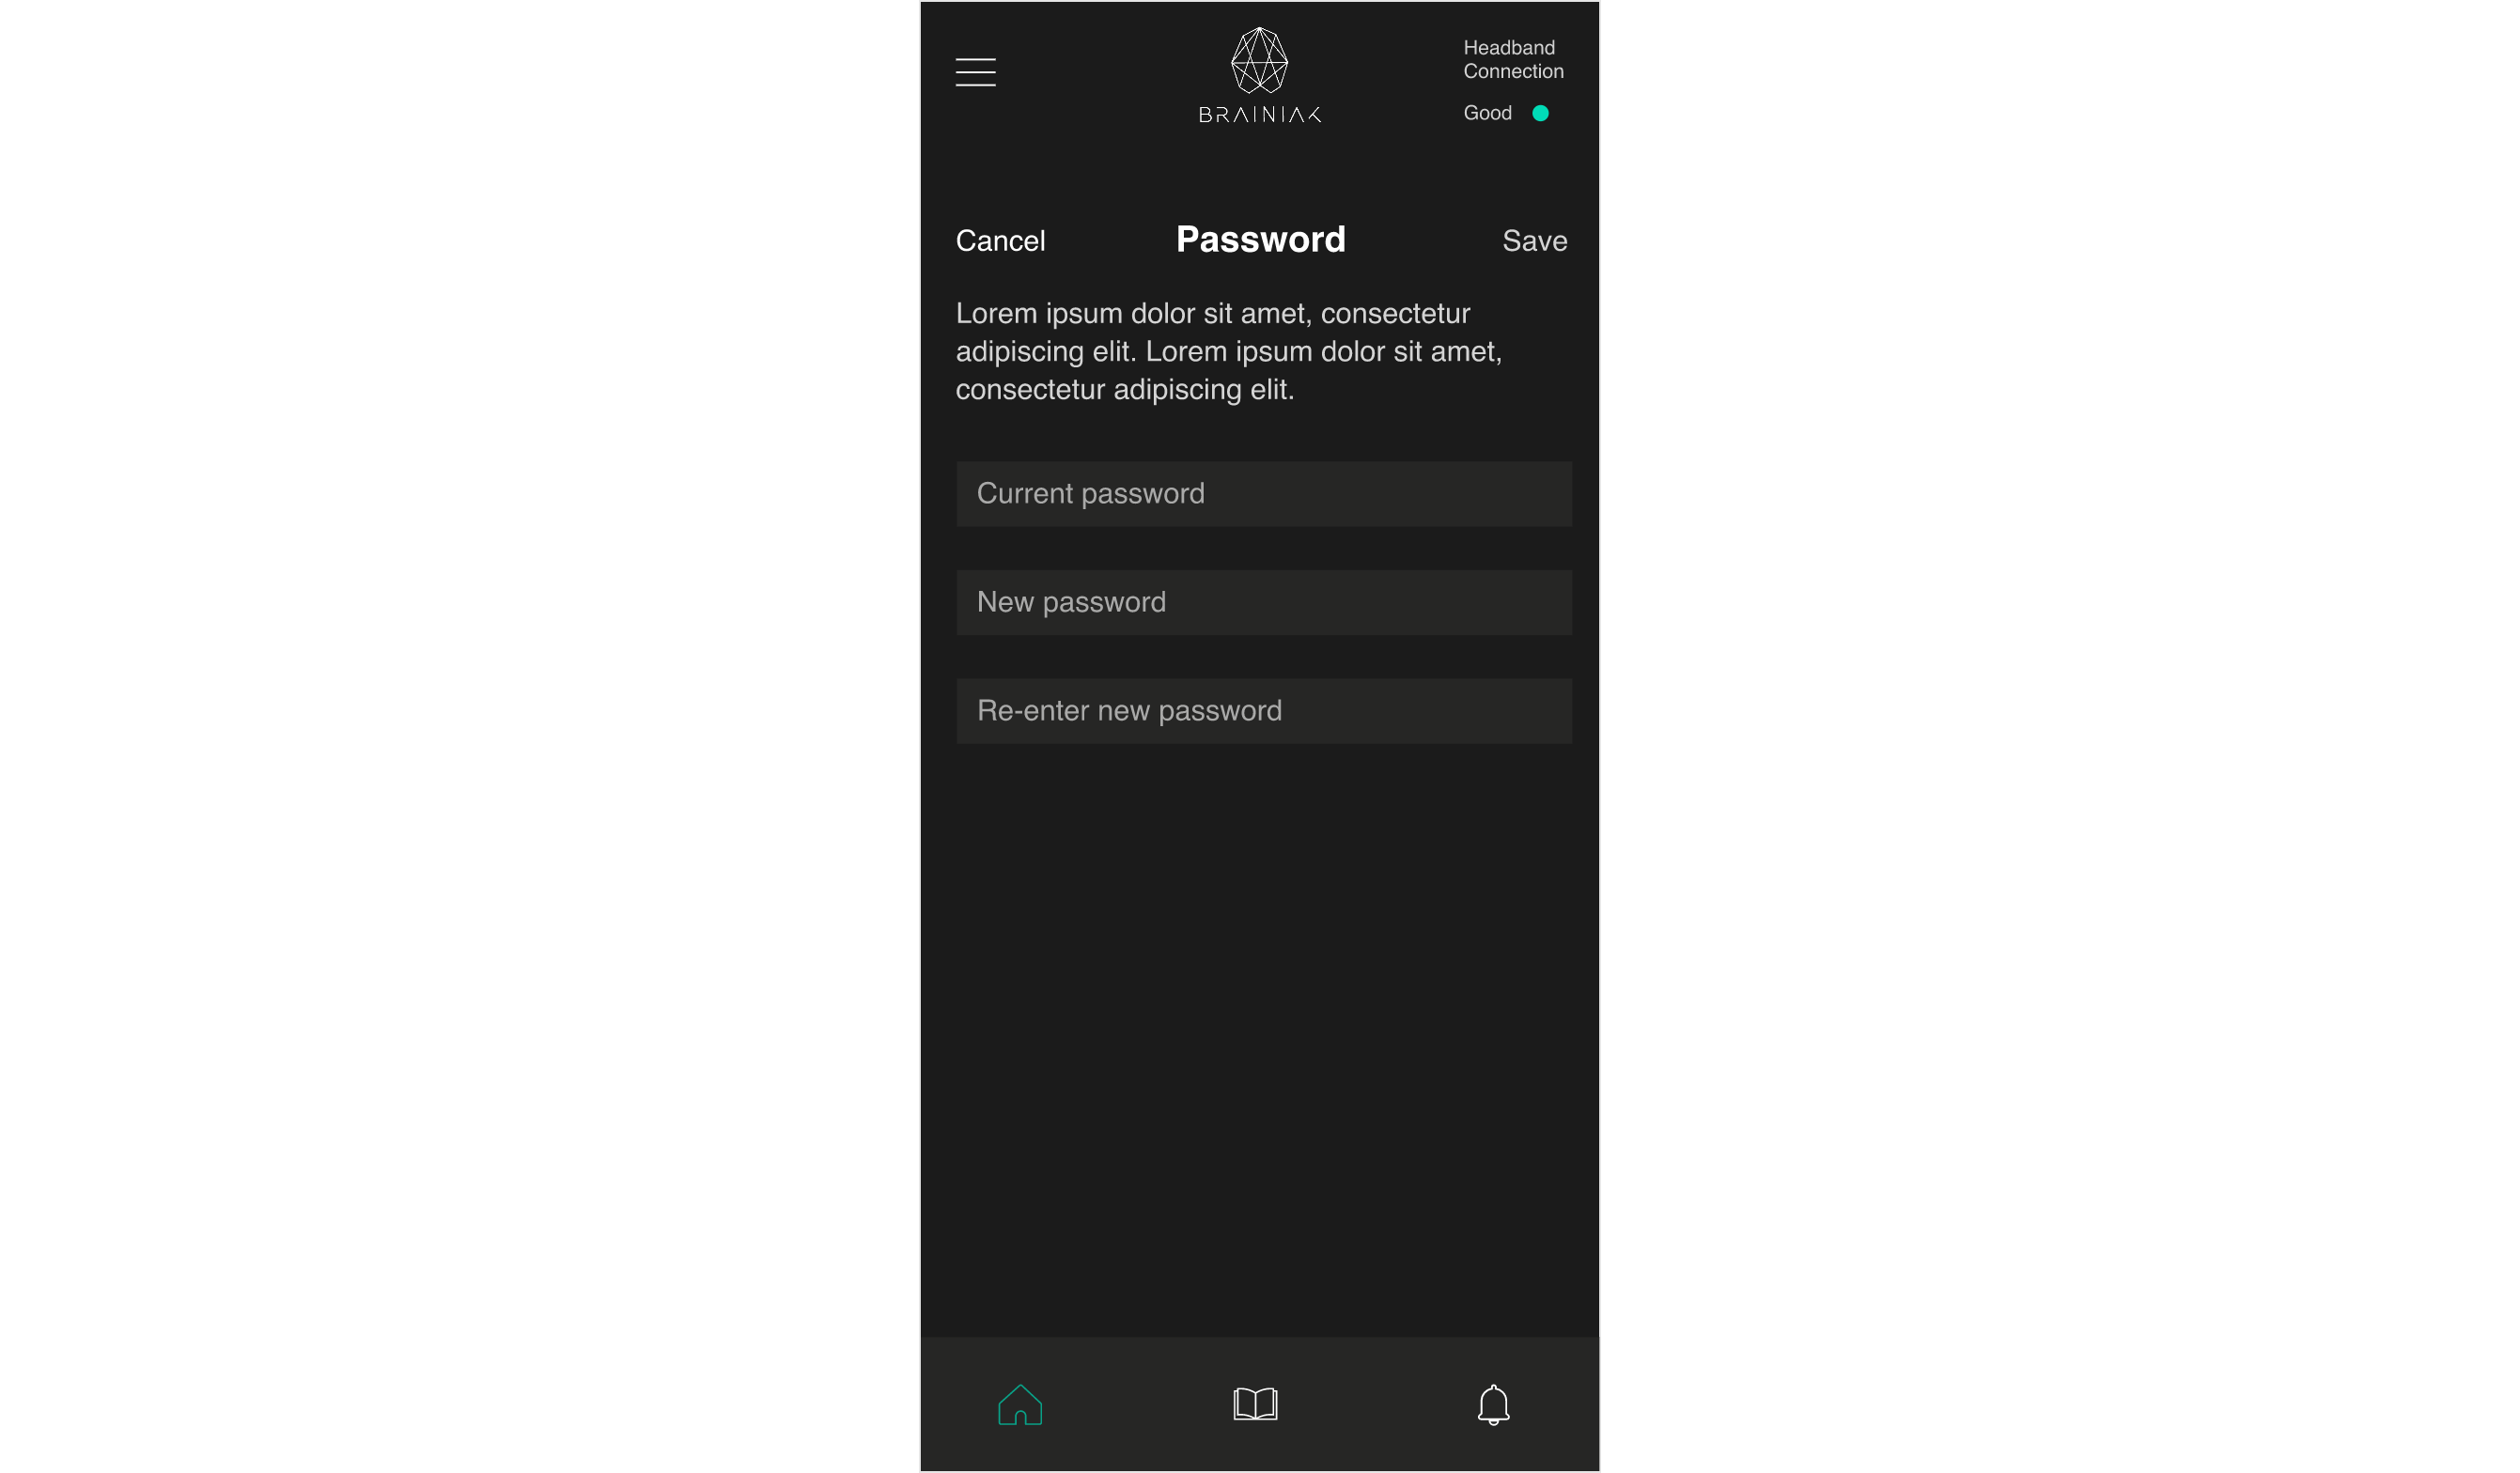 BRAINIAK
Headband
Connection
Good
Cancel
Password
Save
Lorem ipsum dolor sit amet, consectetur
adipiscing elit. Lorem ipsum dolor sit amet,
consectetur adipiscing elit.
Current password
New password
Re-enter new password